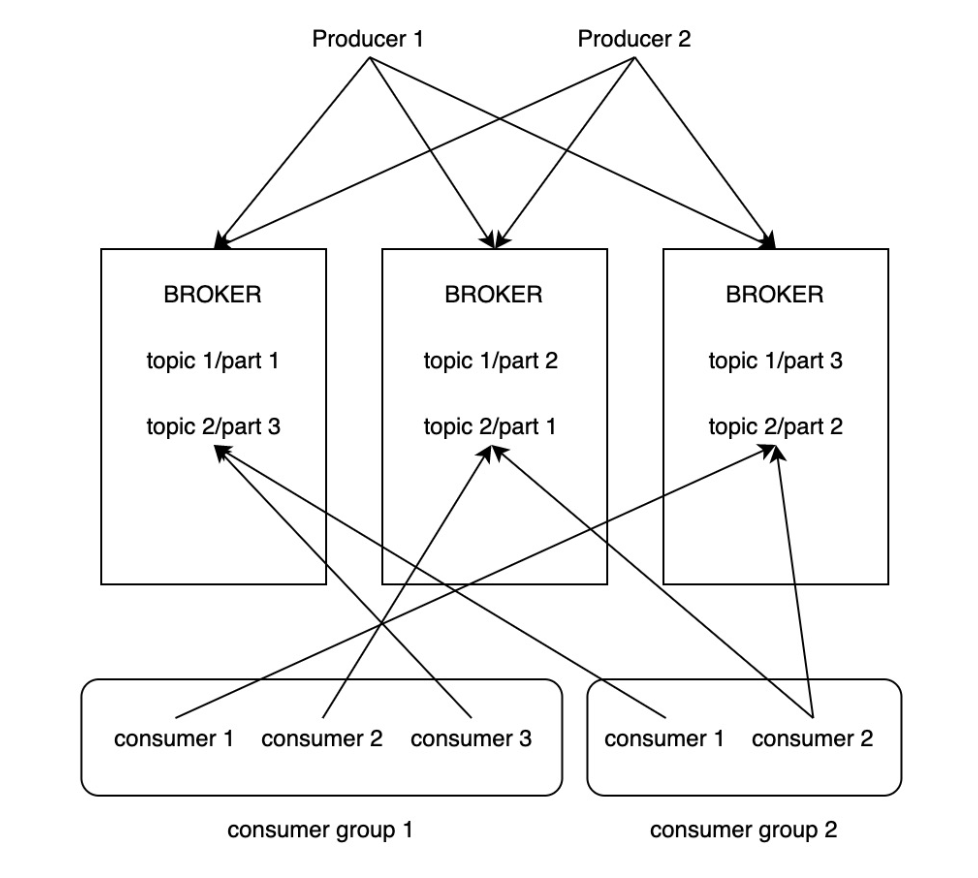 Producer 1
Producer 2
BROKER
topic 1/part 1
topic 2/part 3
BROKER
topic 1/part 2
topic 2/part 1
BROKER
topic 1/part 3
topic 2/part 2
consumer 1
consumer 2
consumer 3
consumer group 1
consumer 1
consumer 2
consumer group 2